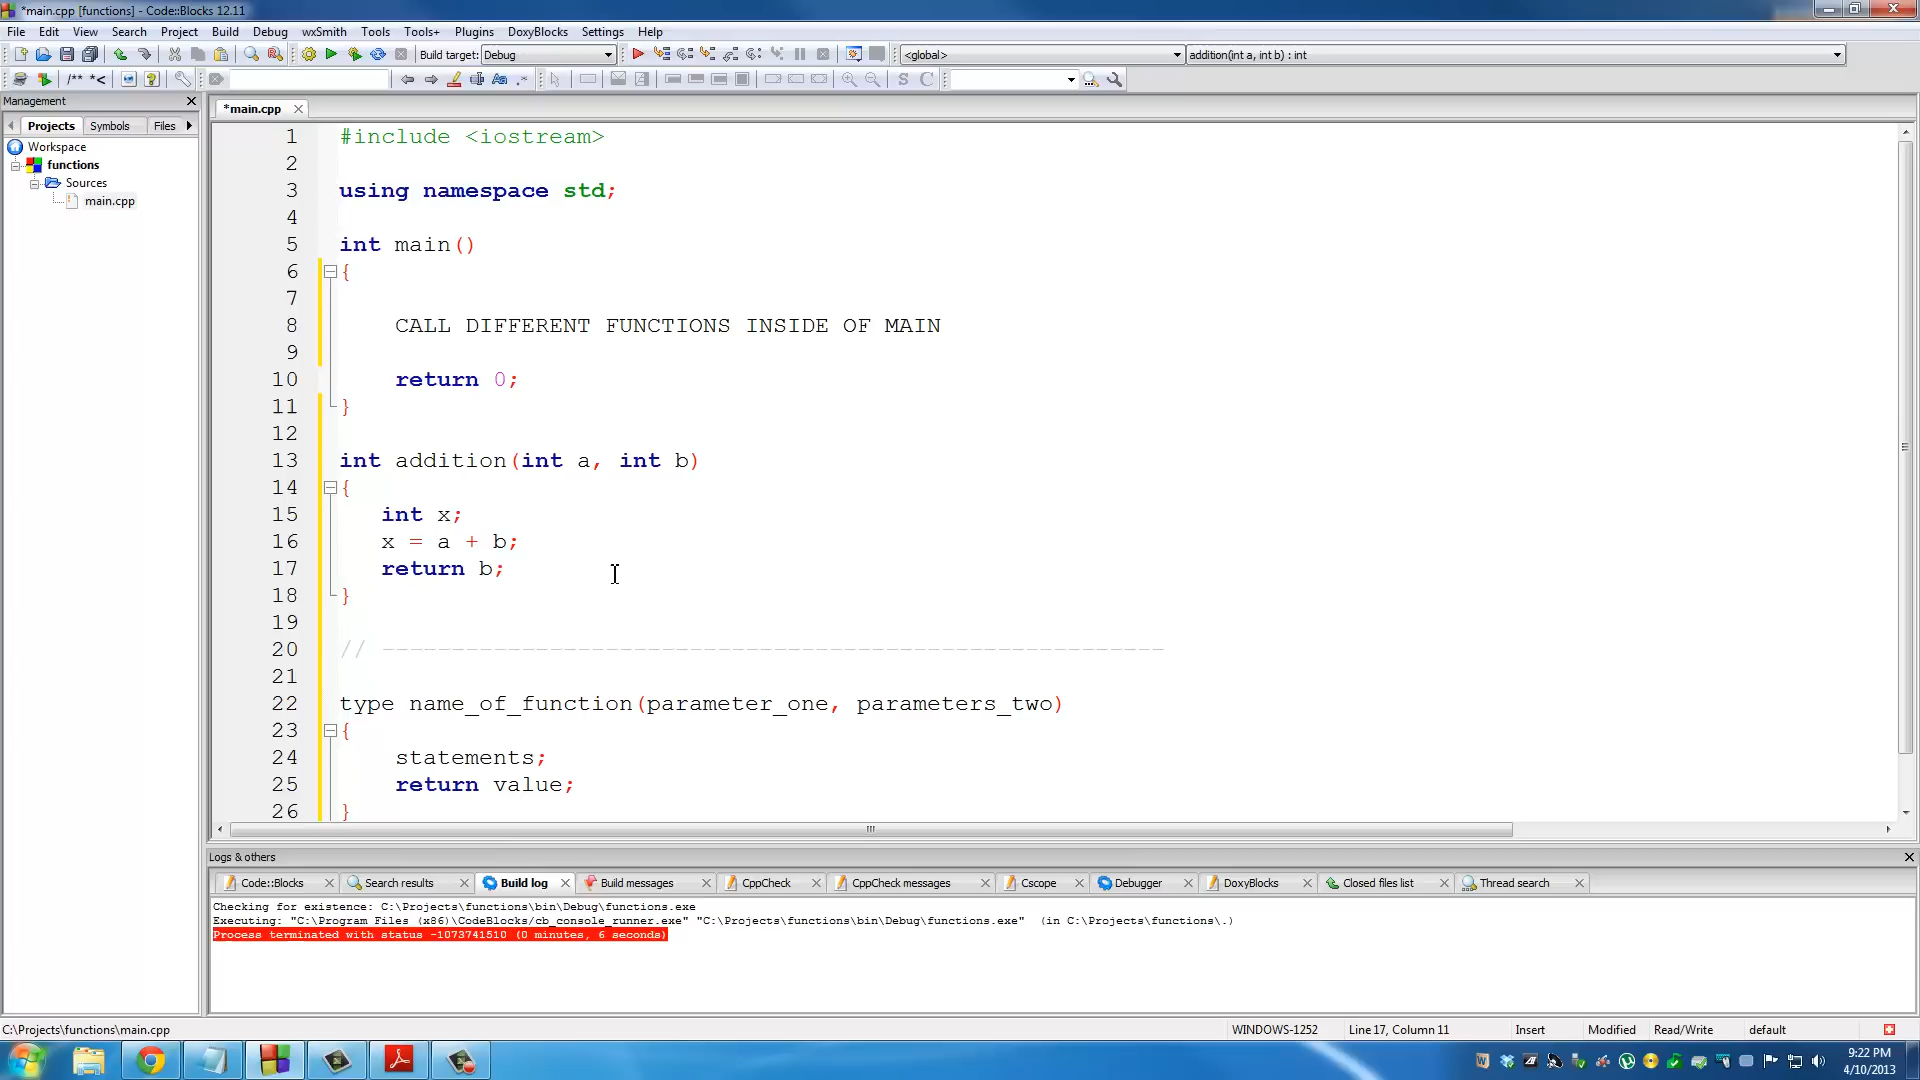 *main.cpp [functions] - Code::Blocks 12.11
File Edit View Search Project Build Debug wxSmith Tools Tools+ Plugins DoxyBlocks Settings Help
Build target: Debug <global> addition(int a, int b) : int
/** *< Aa .* S C
Management
Projects Symbols Files
*main.cpp
Workspace
functions
Sources
main.cpp
1 #include <iostream>
2
3 using namespace std;
4
5 int main()
6 {
7
8 CALL DIFFERENT FUNCTIONS INSIDE OF MAIN
9
10 return 0;
11 }
12
13 int addition(int a, int b)
14 {
15 int x;
16 x = a + b;
17 return b;
18 }
19
20 // --------------------------------------------------------
21
22 type name_of_function(parameter_one, parameters_two)
23 {
24 statements;
25 return value;
26 }
Logs & others
Code::Blocks Search results Build log Build messages CppCheck CppCheck messages Cscope Debugger DoxyBlocks Closed files list Thread search
Checking for existence: C:\Projects\functions\bin\Debug\functions.exe
Executing: "C:\Program Files (x86)\CodeBlocks/cb_console_runner.exe" "C:\Projects\functions\bin\Debug\functions.exe" (in C:\Projects\functions\.)
Process terminated with status -1073741510 (0 minutes, 6 seconds)
C:\Projects\functions\main.cpp WINDOWS-1252 Line 17, Column 11 Insert Modified Read/Write default
9:22 PM
4/10/2013